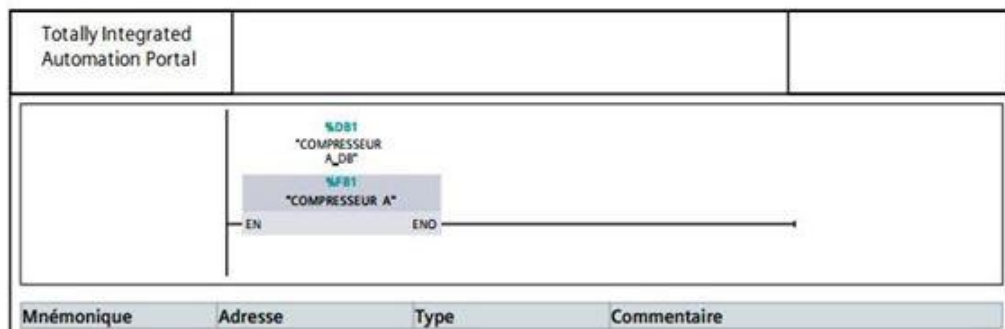 Totally Integrated
Automation Portal
%DB1
"COMPRESSEUR
A_DB"
%FB1
"COMPRESSEUR A"
EN ENO
Mnémonique Adresse Type Commentaire